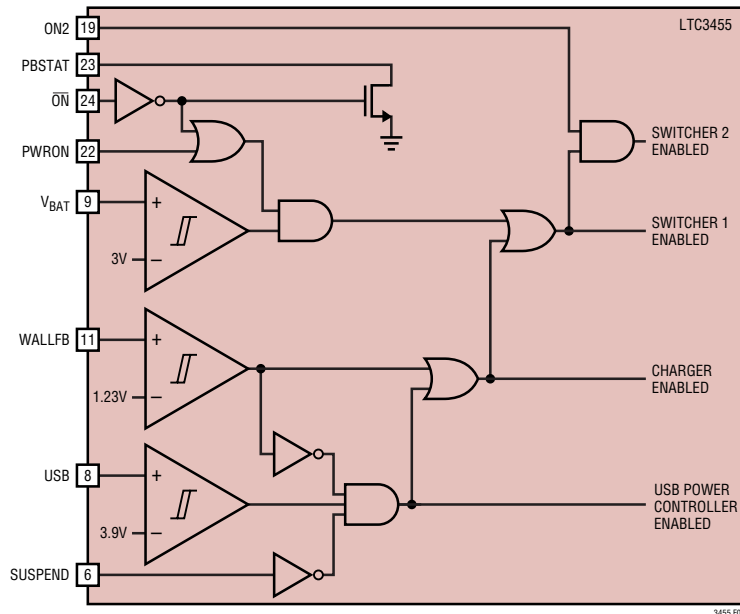 LTC3455
ON2 19
PBSTAT 23
ON 24
PWRON 22
VBAT 9
+
3V −
WALLFB 11
+
1.23V −
USB 8
+
3.9V −
SUSPEND 6
SWITCHER 2
ENABLED
SWITCHER 1
ENABLED
CHARGER
ENABLED
USB POWER
CONTROLLER
ENABLED